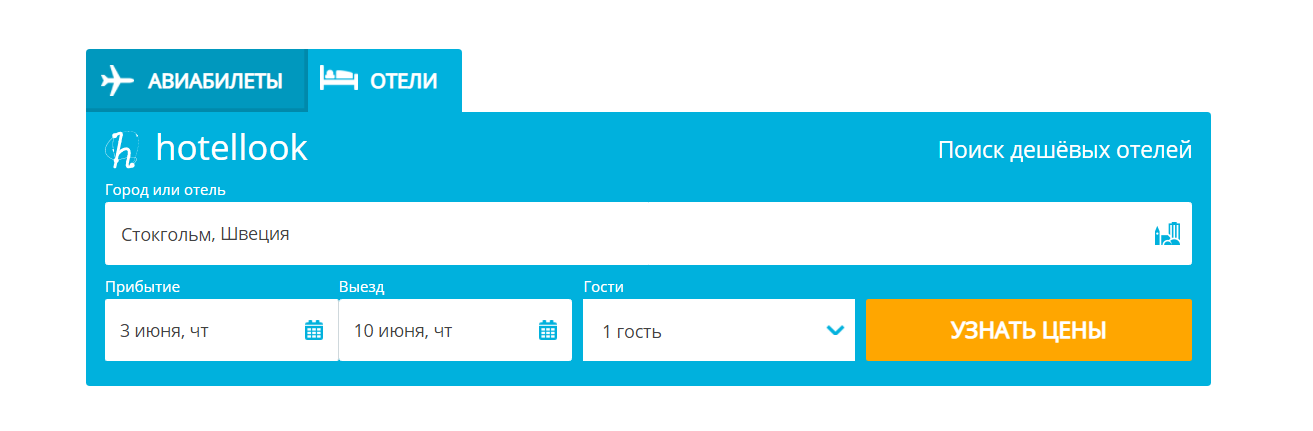 АВИАБИЛЕТЫ ОТЕЛИ
hotellook Поиск дешёвых отелей
Город или отель
Стокгольм, Швеция
Прибытие Выезд Гости
3 июня, чт 10 июня, чт 1 гость УЗНАТЬ ЦЕНЫ